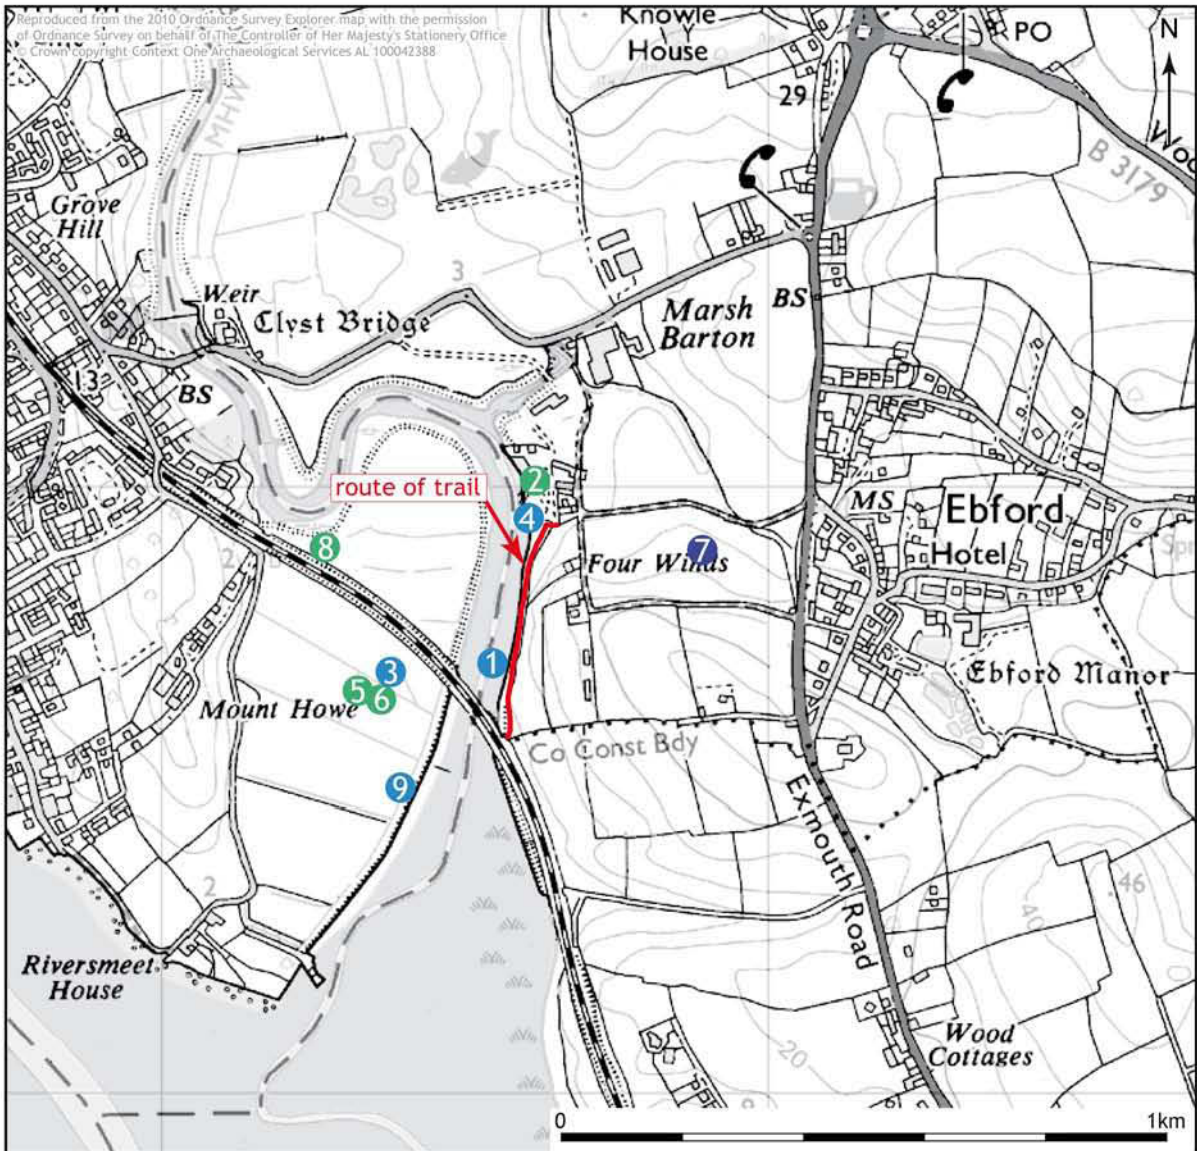 Reproduced from the 2010 Ordnance Survey Explorer map with the permission
of Ordnance Survey on behalf of The Controller of Her Majesty's Stationery Office
© Crown copyright Context One Archaeological Services AL 100042388
Knowle
House
PO
N
29
MHW
B 3179
Grove
Hill
3
Weir
Clyst Bridge
Marsh
Barton
BS
13
BS
route of trail
2
4
MS
Ebford
Hotel
8
2
Four Winds
7
1
3
5
6
Mount Howe
Ebford Manor
Co Const Bdy
9
Exmouth Road
2
46
40
Riversmeet
House
Wood
Cottages
20
0
1km